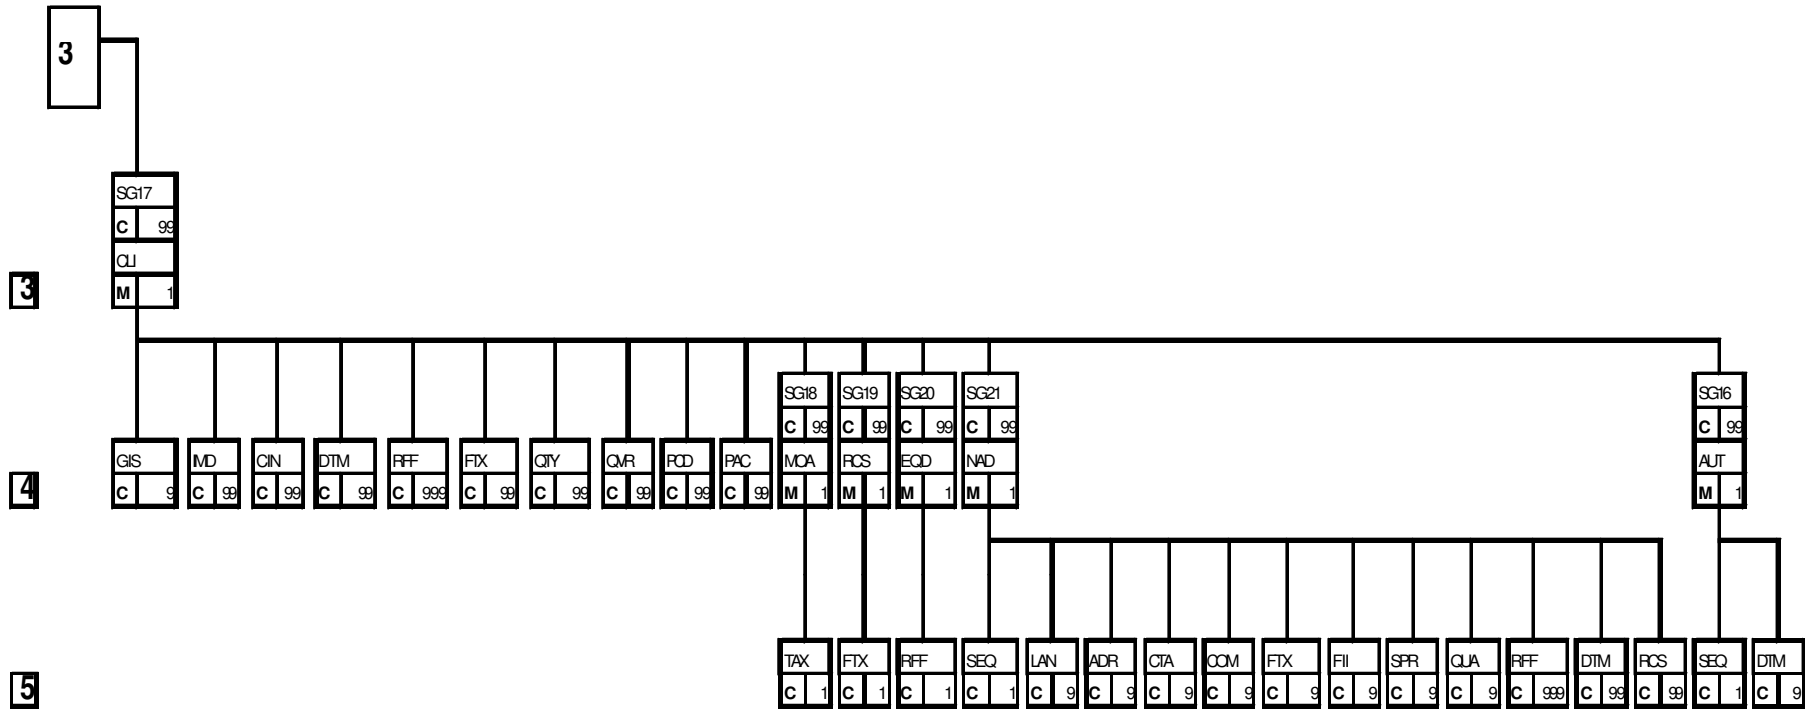 3
SG17
C 99
CLI
3 M 1
SG18 SG19 SG20 SG21 SG16
C 99 C 99 C 99 C 99 C 99
GIS IMD CIN DTM RFF FTX QTY QVR POD PAC MOA RCS EQD NAD AUT
4 C 9 C 99 C 99 C 99 C 999 C 99 C 99 C 99 C 99 C 99 M 1 M 1 M 1 M 1 M 1
TAX FTX RFF SEQ LAN ADR CTA COM FTX FII SPR QUA RFF DTM RCS SEQ DTM
5 C 1 C 1 C 1 C 1 C 9 C 9 C 9 C 9 C 9 C 9 C 9 C 9 C 999 C 99 C 99 C 1 C 9